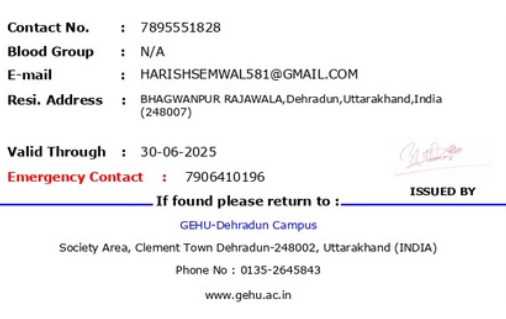 Contact No. : 7895551828
Blood Group : N/A
E-mail : HARISHSEMWAL581@GMAIL.COM
Resi. Address : BHAGWANPUR RAJAWALA,Dehradun,Uttarakhand,India
(248007)
Valid Through : 30-06-2025
Emergency Contact : 7906410196
ISSUED BY
If found please return to :
GEHU-Dehradun Campus
Society Area, Clement Town Dehradun-248002, Uttarakhand (INDIA)
Phone No : 0135-2645843
www.gehu.ac.in